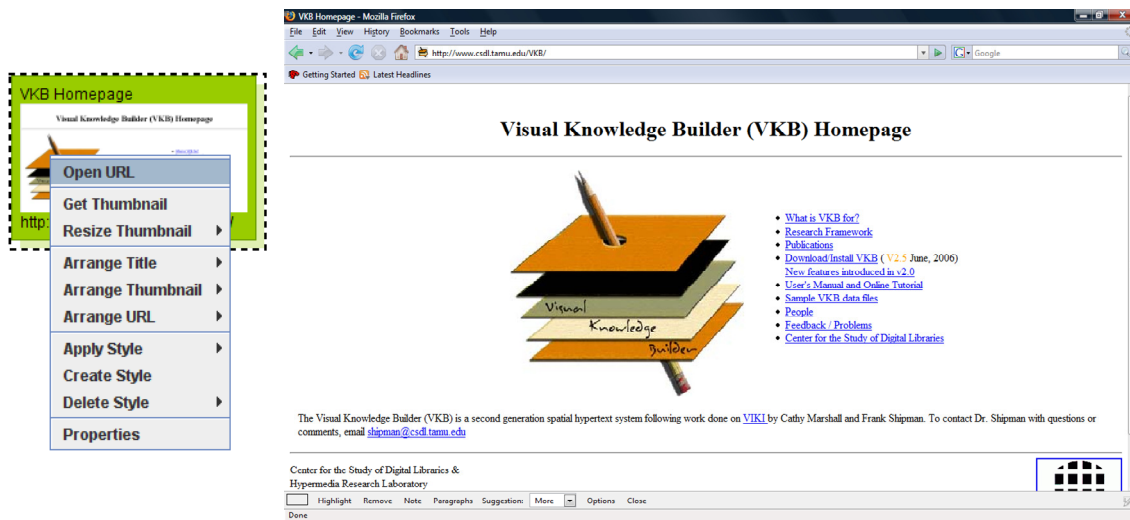 VKB Homepage
Visual Knowledge Builder (VKB) Homepage
http:
/
Open URL
Get Thumbnail
Resize Thumbnail
Arrange Title
Arrange Thumbnail
Arrange URL
Apply Style
Create Style
Delete Style
Properties
VKB Homepage - Mozilla Firefox
File Edit View History Bookmarks Tools Help
http://www.csdl.tamu.edu/VKB/
G Google
Getting Started Latest Headlines
Visual Knowledge Builder (VKB) Homepage
Visual
Knowledge
Builder
What is VKB for?
Research Framework
Publications
Download/Install VKB ( V2.5 June, 2006)
New features introduced in v2.0
User's Manual and Online Tutorial
Sample VKB data files
People
Feedback / Problems
Center for the Study of Digital Libraries
The Visual Knowledge Builder (VKB) is a second generation spatial hypertext system following work done on VIKI by Cathy Marshall and Frank Shipman. To contact Dr. Shipman with questions or
comments, email shipman@csdl.tamu.edu
Center for the Study of Digital Libraries &
Hypermedia Research Laboratory
Highlight Remove Note Paragraphs Suggestion: More Options Close
Done